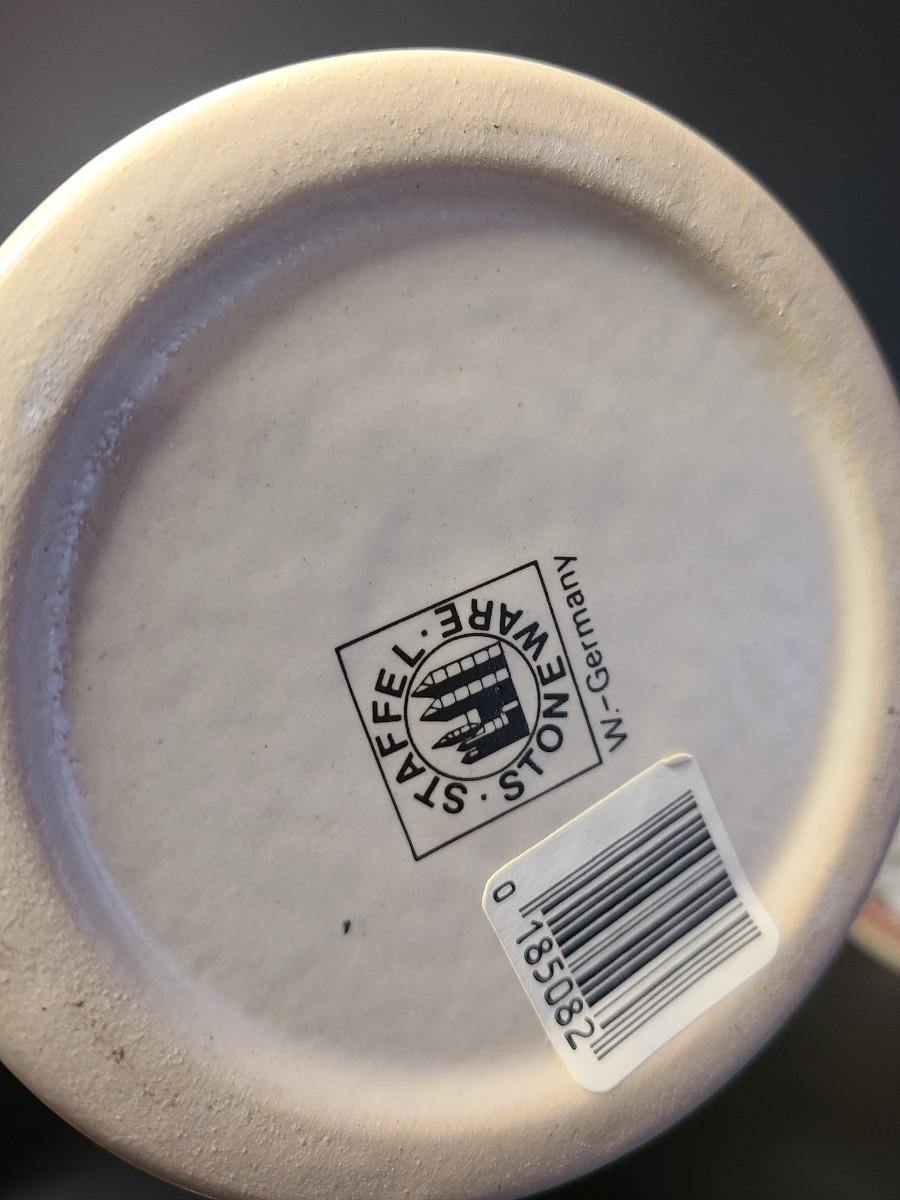 STAFFEL · STONEWARE ·
W.-Germany
0 185082